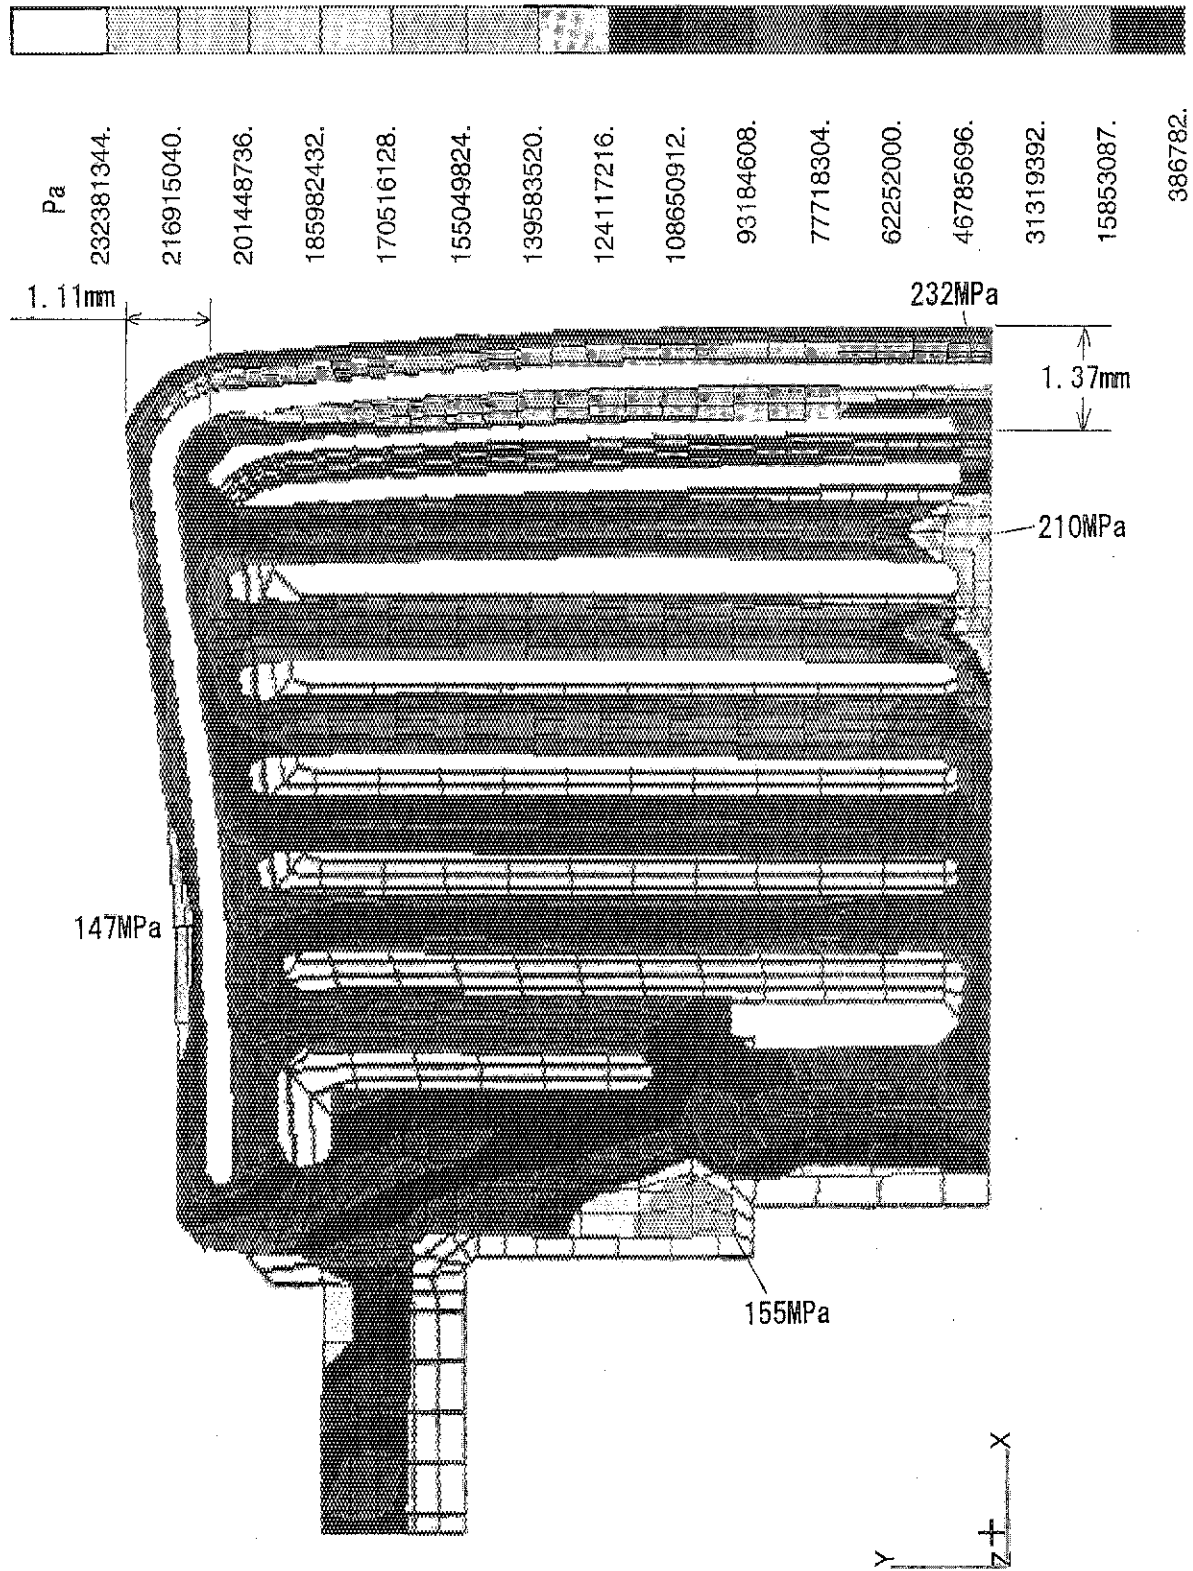 Pa
232381344.
216915040.
201448736.
185982432.
170516128.
155049824.
139583520.
124117216.
108650912.
93184608.
77718304.
62252000.
46785696.
31319392.
15853087.
386782.
1.11mm
232MPa
1.37mm
210MPa
147MPa
155MPa
Y
Z
X